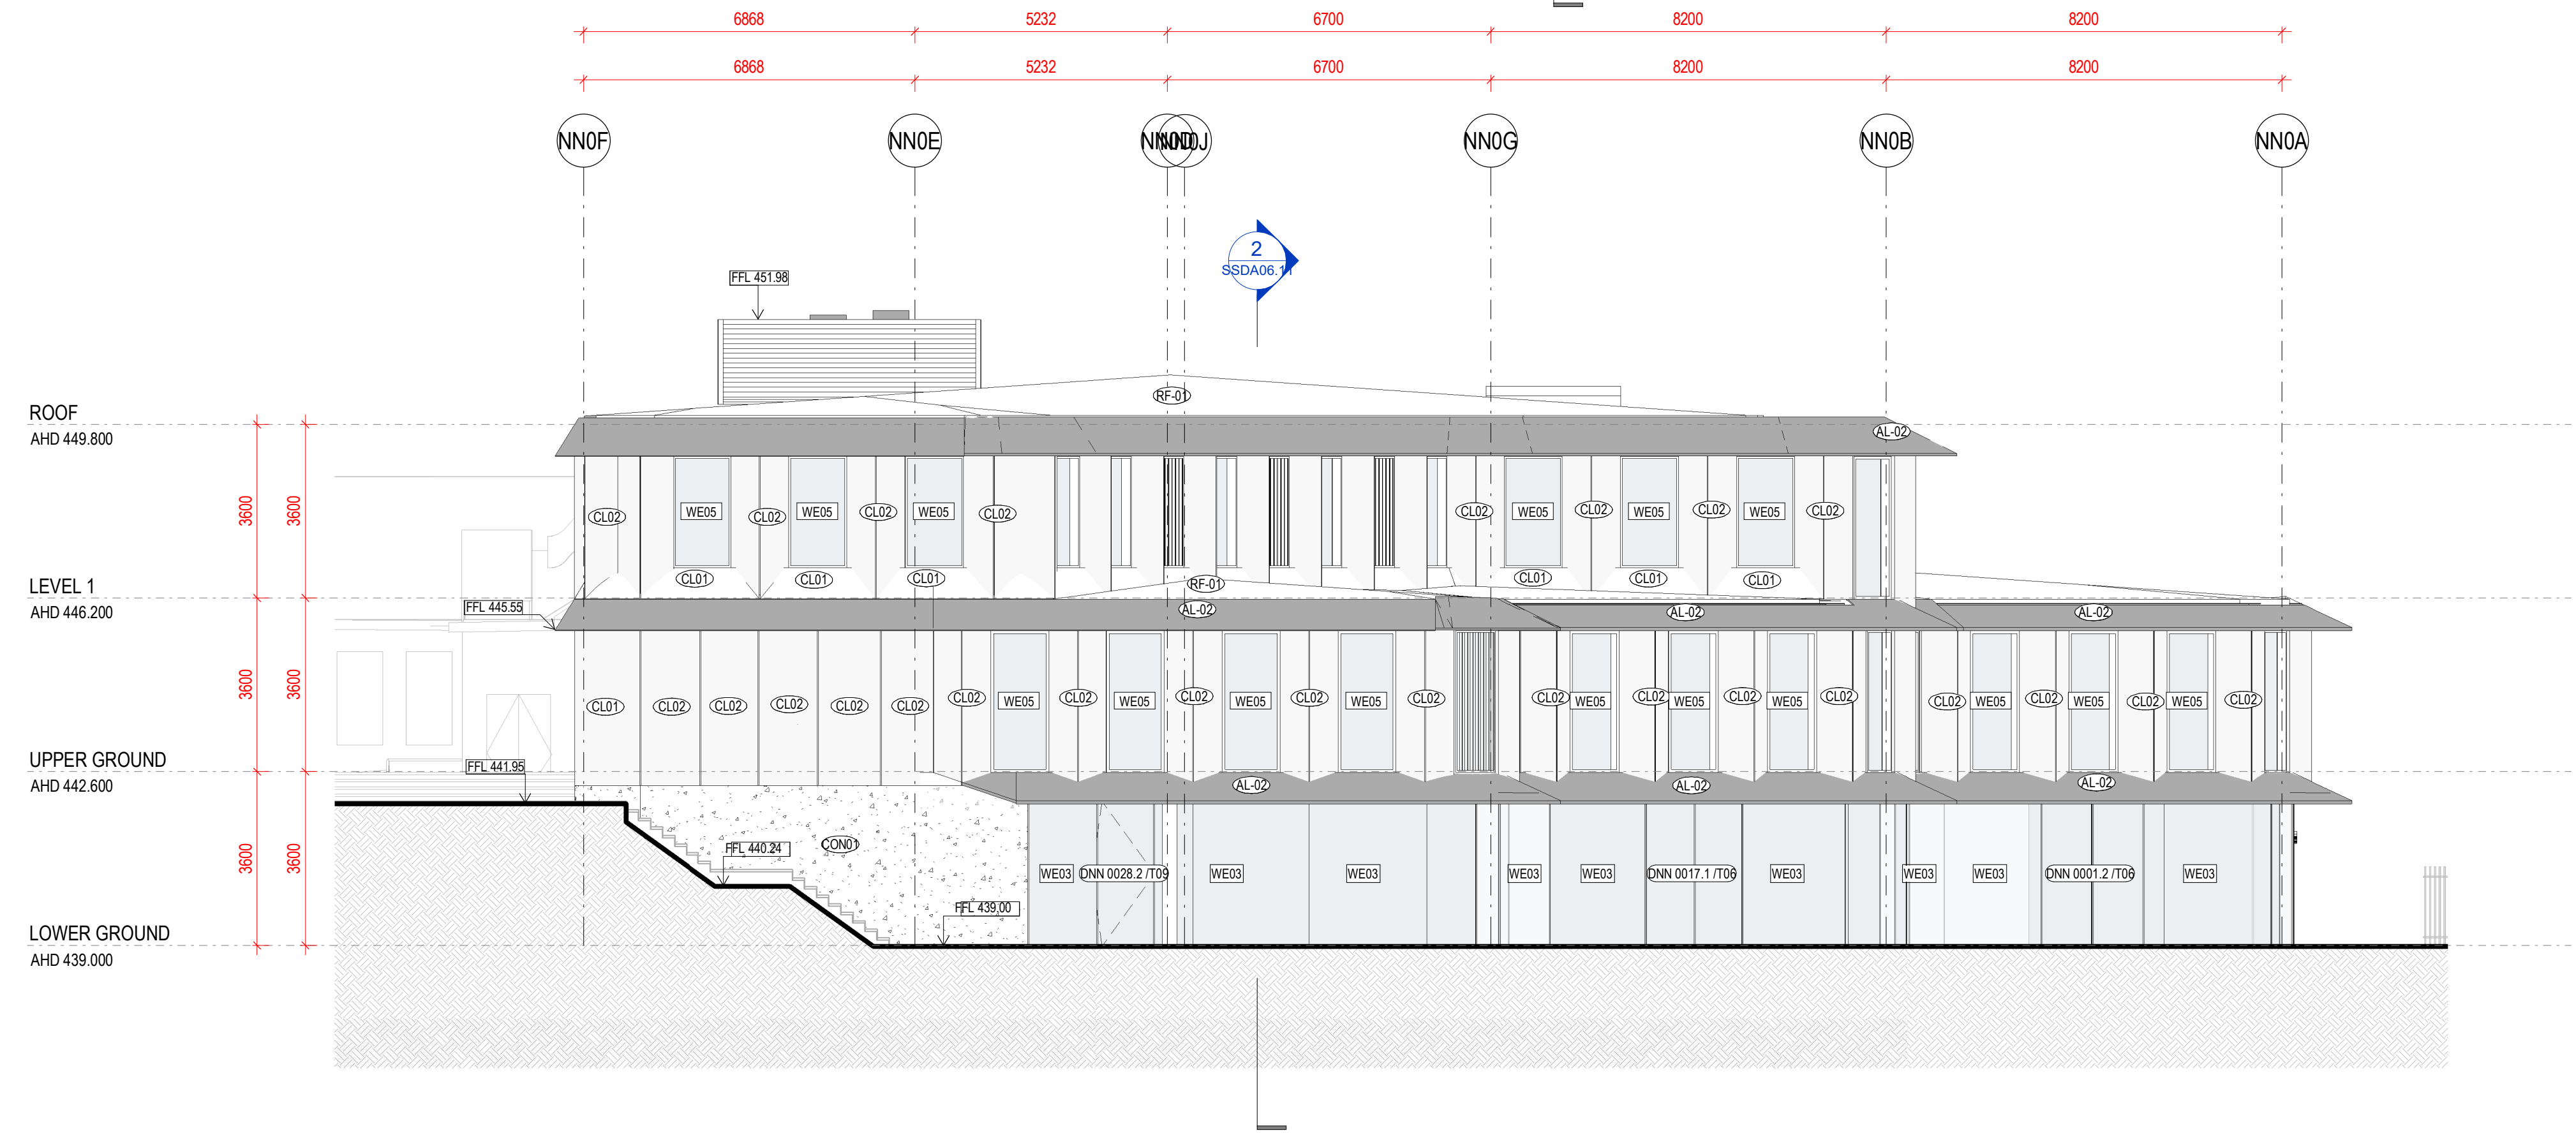 6868 5232 6700 8200 8200
6868 5232 6700 8200 8200
NN0F NN0E NN0D NN0J NN0G NN0B NN0A
2
SSDA06.11
FFL 451.98
RF-01
ROOF
AHD 449.800
AL-02
3600 3600
CL02 WE05 CL02 WE05 CL02 WE05 CL02 CL02 WE05 CL02 WE05 CL02 WE05 CL02
CL01 CL01 CL01 RF-01 CL01 CL01 CL01
LEVEL 1
AHD 446.200
FFL 445.55
AL-02 AL-02 AL-02
3600 3600
CL01 CL02 CL02 CL02 CL02 CL02 CL02 WE05 CL02 WE05 CL02 WE05 CL02 WE05 CL02 CL02 WE05 CL02 WE05 CL02 WE05 CL02 CL02 WE05 CL02 WE05 CL02 WE05 CL02
UPPER GROUND
AHD 442.600
FFL 441.95
AL-02 AL-02 AL-02
3600 3600
FFL 440.24
CON01
WE03 DNN 0028.2 /T09 WE03 WE03 WE03 WE03 DNN 0017.1 /T06 WE03 WE03 WE03 DNN 0001.2 /T06 WE03
FFL 439.00
LOWER GROUND
AHD 439.000